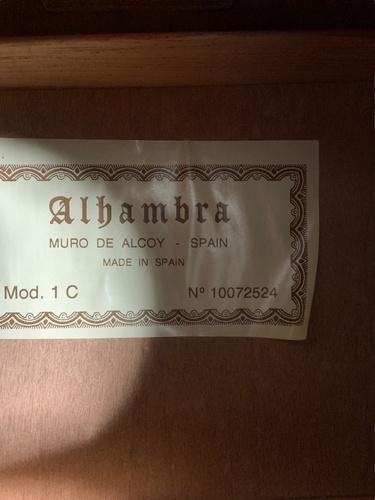 Alhambra
MURO DE ALCOY - SPAIN
MADE IN SPAIN
Mod. 1 C
Nº 10072524